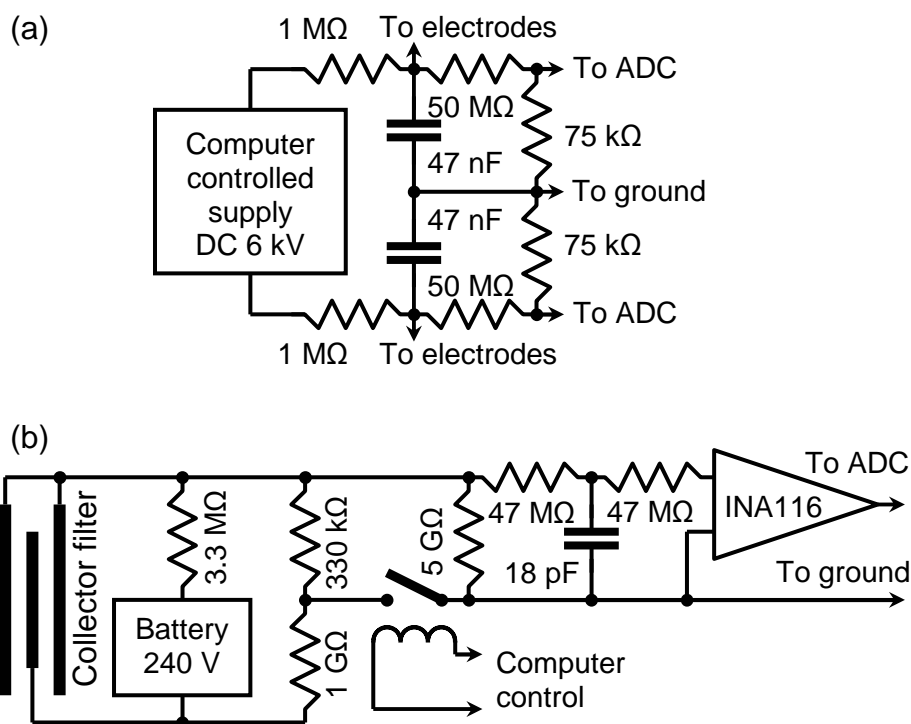 (a)
1 MΩ
To electrodes
To ADC
50 MΩ
75 kΩ
Computer
controlled
supply
DC 6 kV
47 nF
To ground
47 nF
75 kΩ
50 MΩ
To ADC
1 MΩ
To electrodes
(b)
Collector filter
3.3 MΩ
330 kΩ
5 GΩ
47 MΩ
47 MΩ
INA116
To ADC
18 pF
To ground
Battery
240 V
1 GΩ
Computer
control